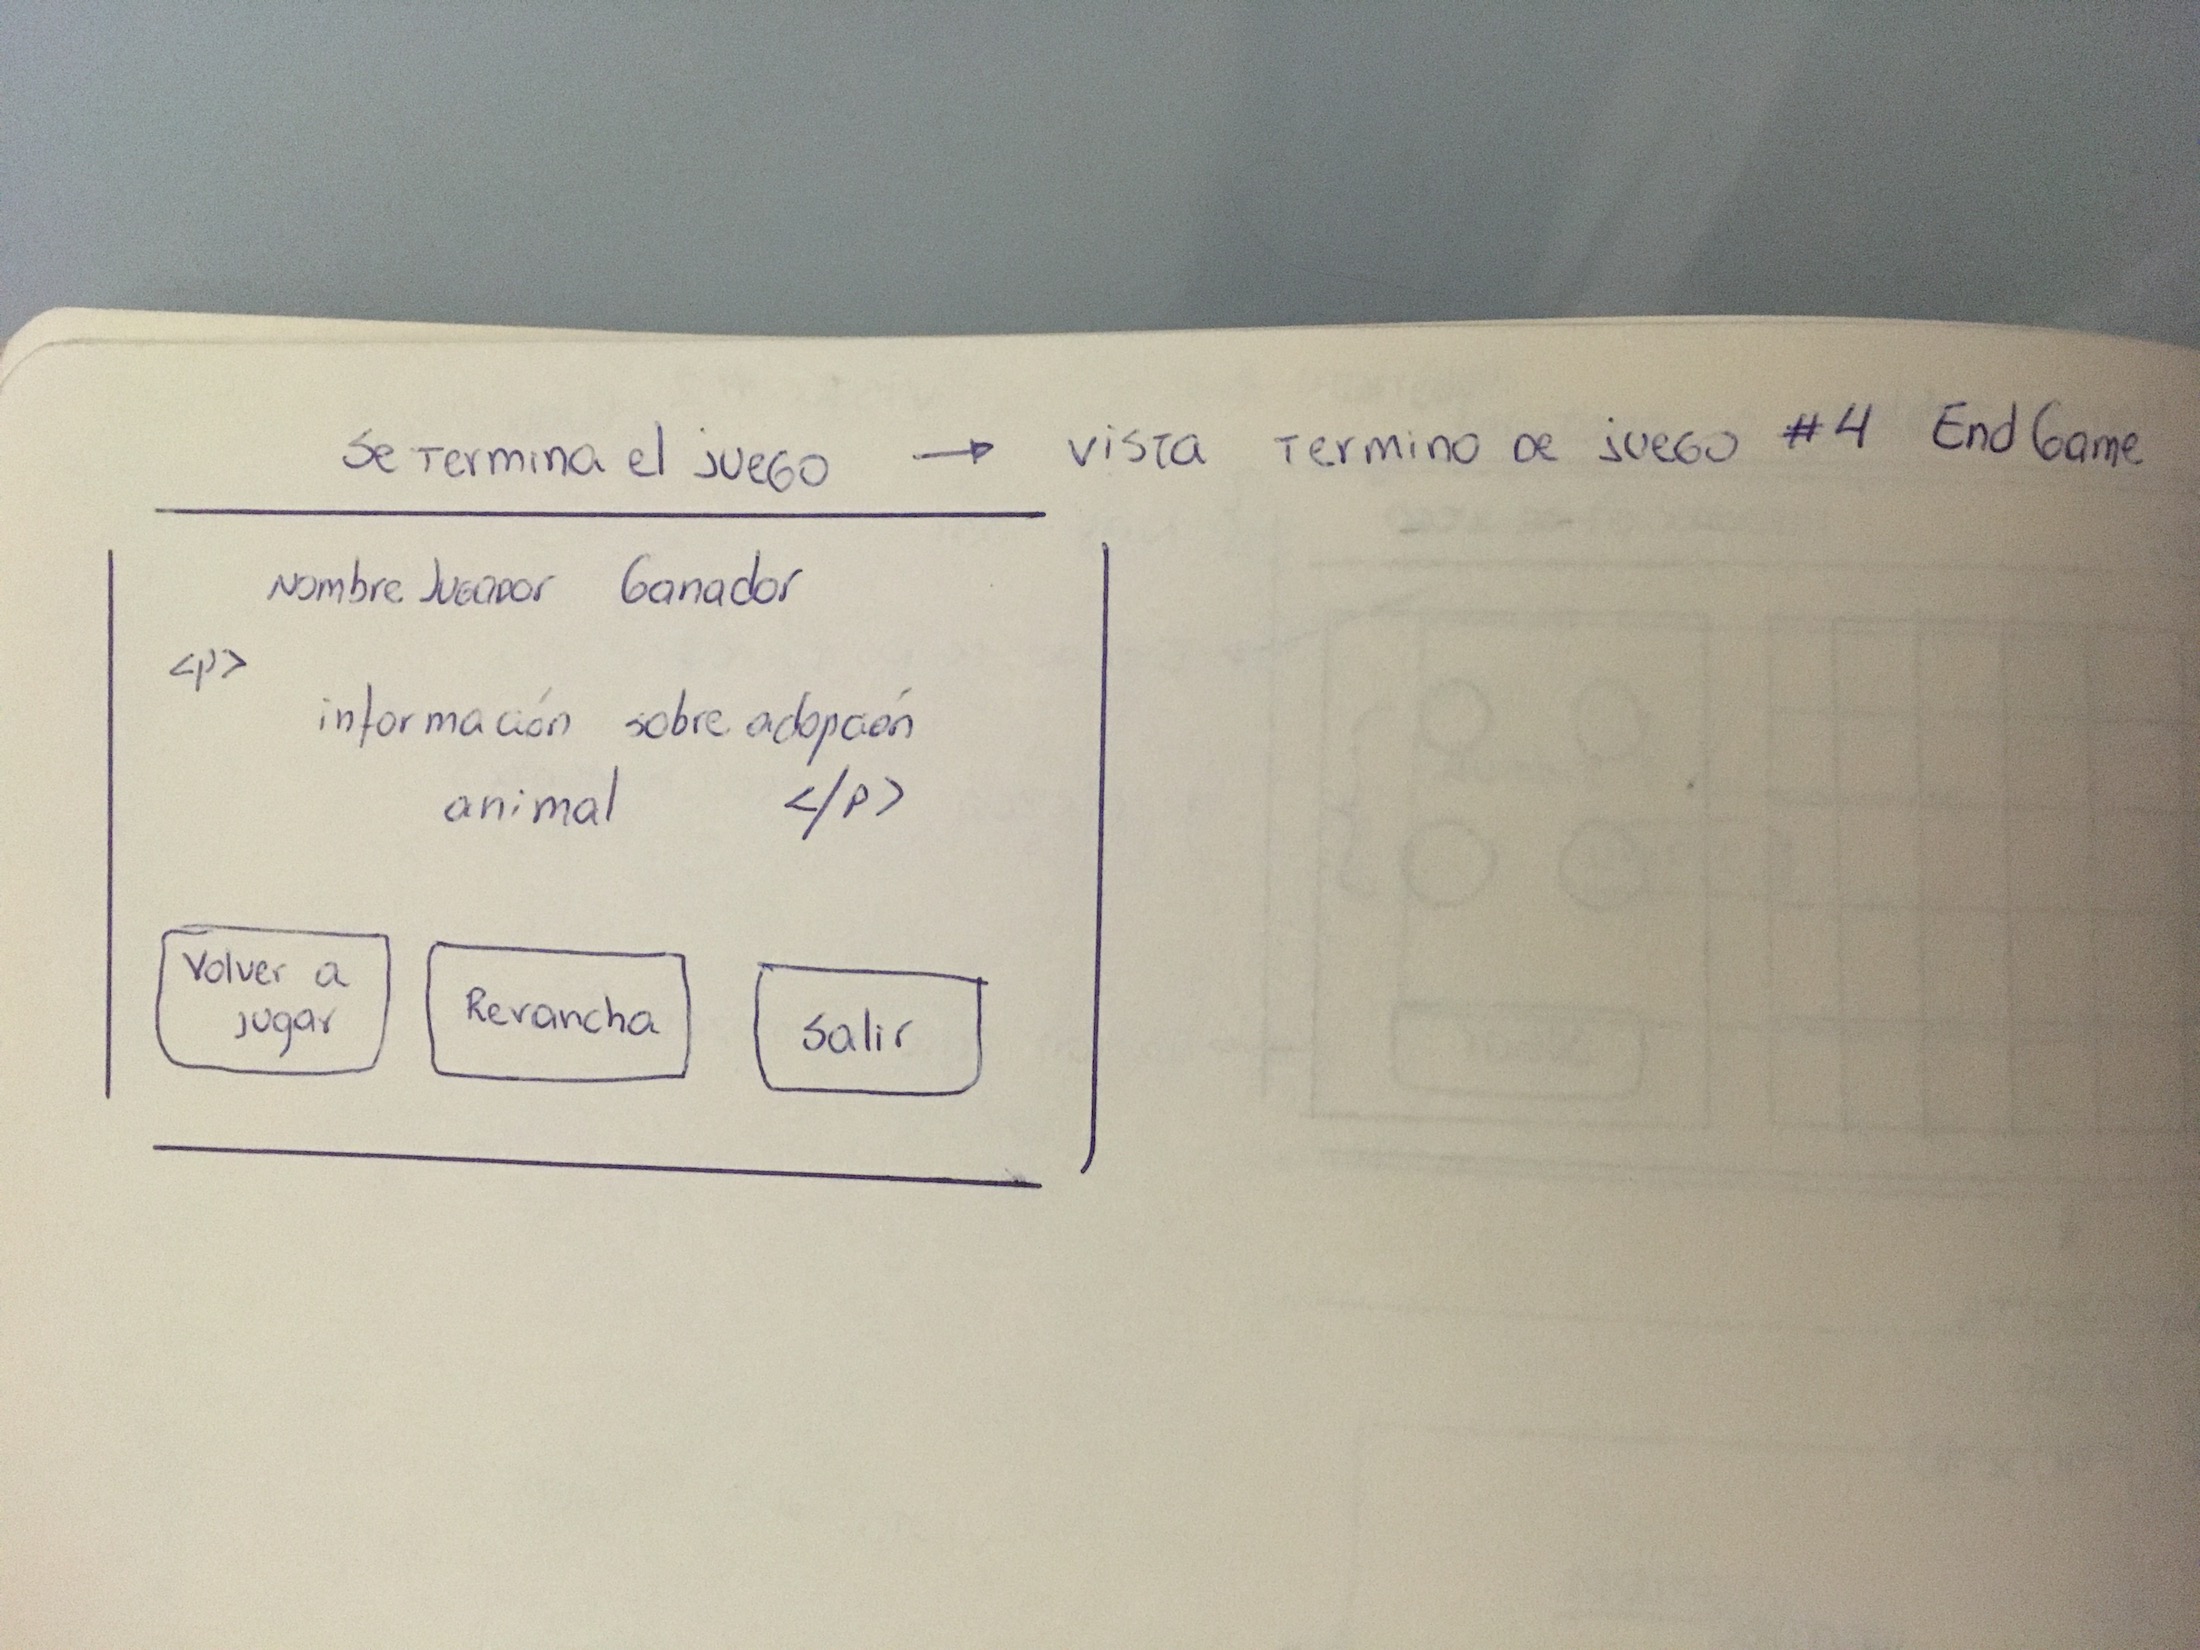 Se termina el juego → vista termino de juego #4 End Game
Nombre Jugador Ganador
<p>
información sobre adopción
animal </p>
Volver a
jugar
Revancha
Salir